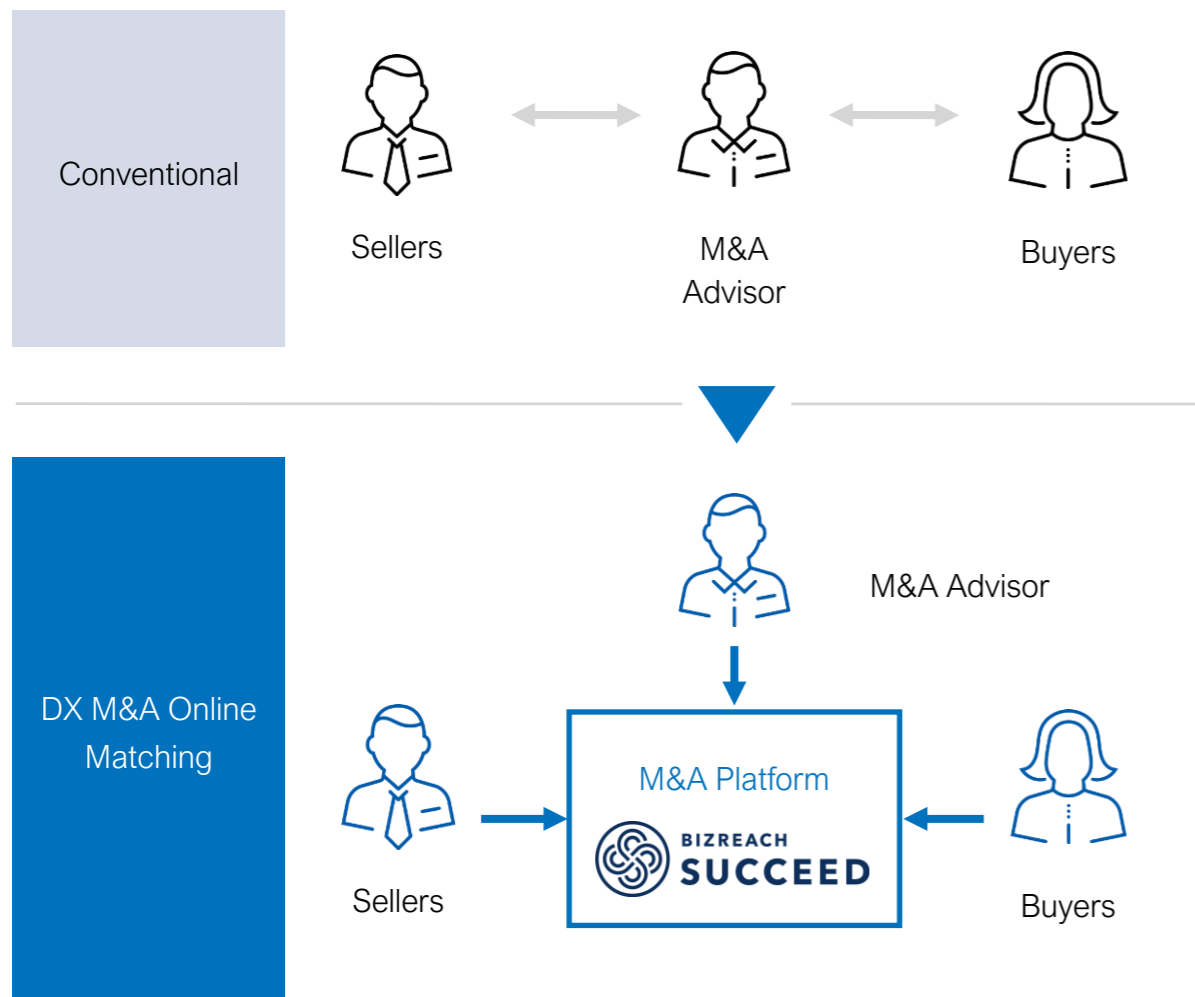 Conventional
Sellers
M&A
Advisor
Buyers
M&A Advisor
DX M&A Online
Matching
M&A Platform
BIZREACH
SUCCEED
Sellers
Buyers